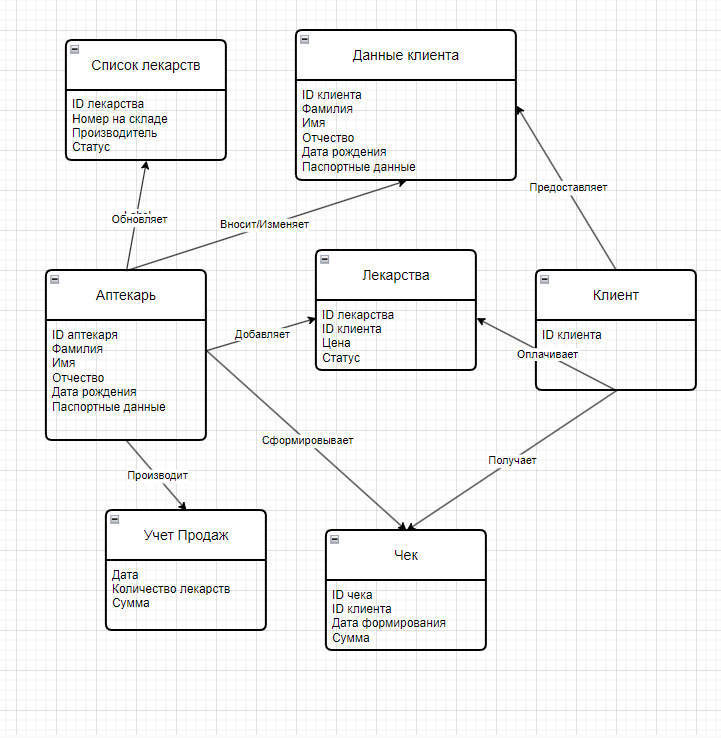 Список лекарств
ID лекарства
Номер на складе
Производитель
Статус
Данные клиента
ID клиента
Фамилия
Имя
Отчество
Дата рождения
Паспортные данные
Предоставляет
Обновляет
Вносит/Изменяет
Аптекарь
ID аптекаря
Фамилия
Имя
Отчество
Дата рождения
Паспортные данные
Лекарства
ID лекарства
ID клиента
Цена
Статус
Клиент
ID клиента
Добавляет
Оплачивает
Сформировывает
Получает
Производит
Учет Продаж
Дата
Количество лекарств
Сумма
Чек
ID чека
ID клиента
Дата формирования
Сумма